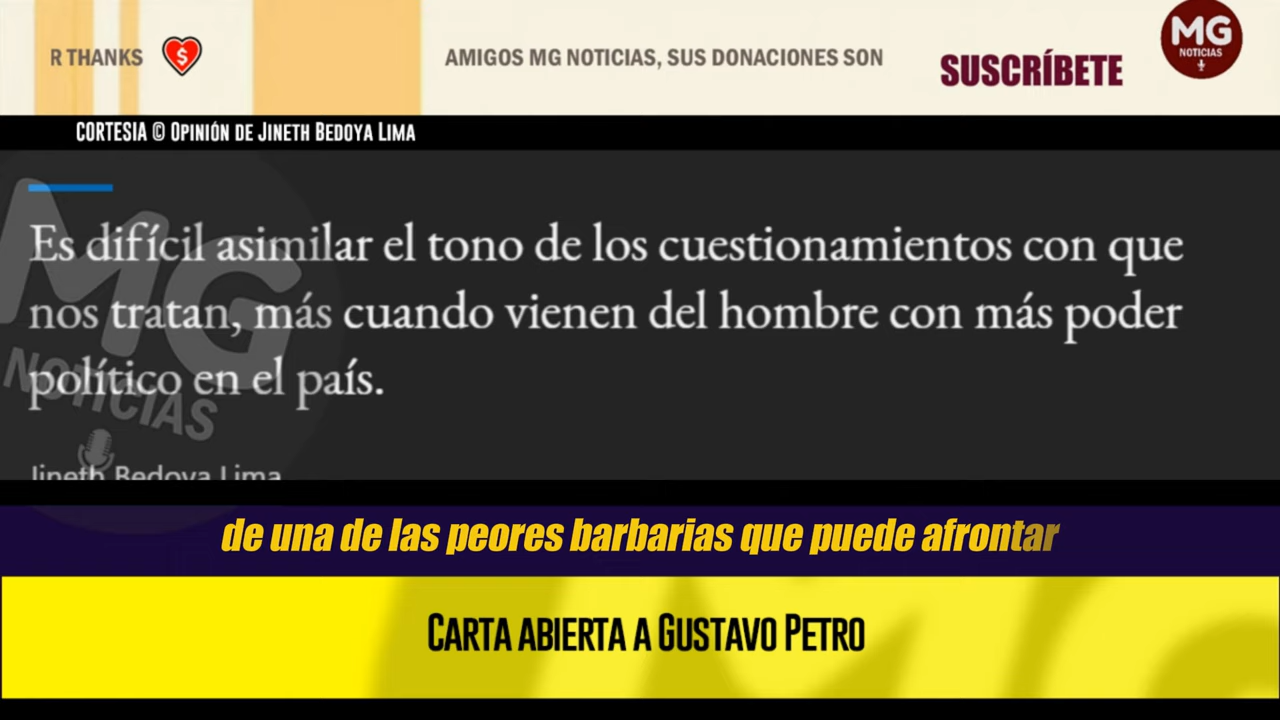 R THANKS
AMIGOS MG NOTICIAS, SUS DONACIONES SON
SUSCRÍBETE
MG
NOTICIAS
CORTESIA © OPINIÓN DE JINETH BEDOYA LIMA
Es difícil asimilar el tono de los cuestionamientos con que
nos tratan, más cuando vienen del hombre con más poder
político en el país.
MG
NOTICIAS
Jineth Bedoya Lima
de una de las peores barbarias que puede afrontar
CARTA ABIERTA A GUSTAVO PETRO